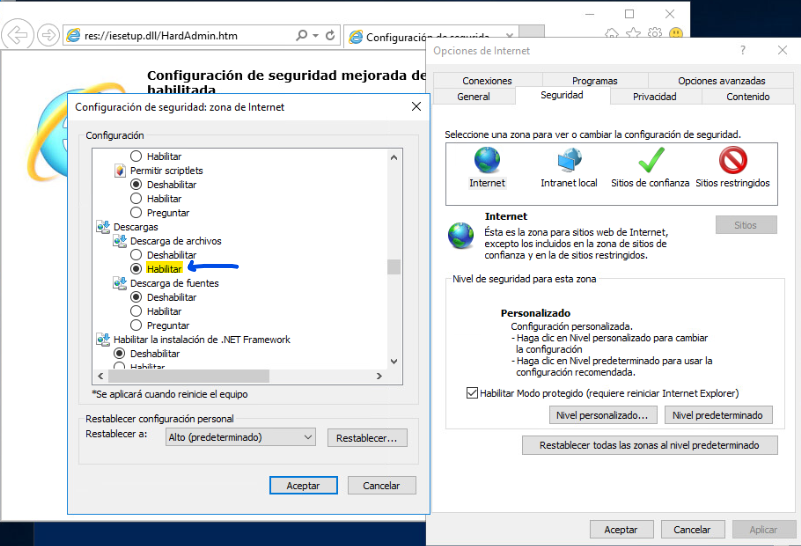 res://iesetup.dll/HardAdmin.htm
Configuración de segurida
Configuración de seguridad mejorada de
habilitada
Configuración de seguridad: zona de Internet
Configuración
Habilitar
Permitir scriptlets
Deshabilitar
Habilitar
Preguntar
Descargas
Descarga de archivos
Deshabilitar
Habilitar
Descarga de fuentes
Deshabilitar
Habilitar
Preguntar
Habilitar la instalación de .NET Framework
Deshabilitar
Habilitar
*Se aplicará cuando reinicie el equipo
Restablecer configuración personal
Restablecer a:
Alto (predeterminado)
Restablecer...
Aceptar
Cancelar
Opciones de Internet
Conexiones
Programas
Opciones avanzadas
General
Seguridad
Privacidad
Contenido
Seleccione una zona para ver o cambiar la configuración de seguridad.
Internet
Intranet local
Sitios de confianza
Sitios restringidos
Internet
Sitios
Ésta es la zona para sitios web de Internet,
excepto los incluidos en la zona de sitios de
confianza y en la de sitios restringidos.
Nivel de seguridad para esta zona
Personalizado
Configuración personalizada.
- Haga clic en Nivel personalizado para cambiar
la configuración
- Haga clic en Nivel predeterminado para usar la
configuración recomendada.
Habilitar Modo protegido (requiere reiniciar Internet Explorer)
Nivel personalizado...
Nivel predeterminado
Restablecer todas las zonas al nivel predeterminado
Aceptar
Cancelar
Aplicar